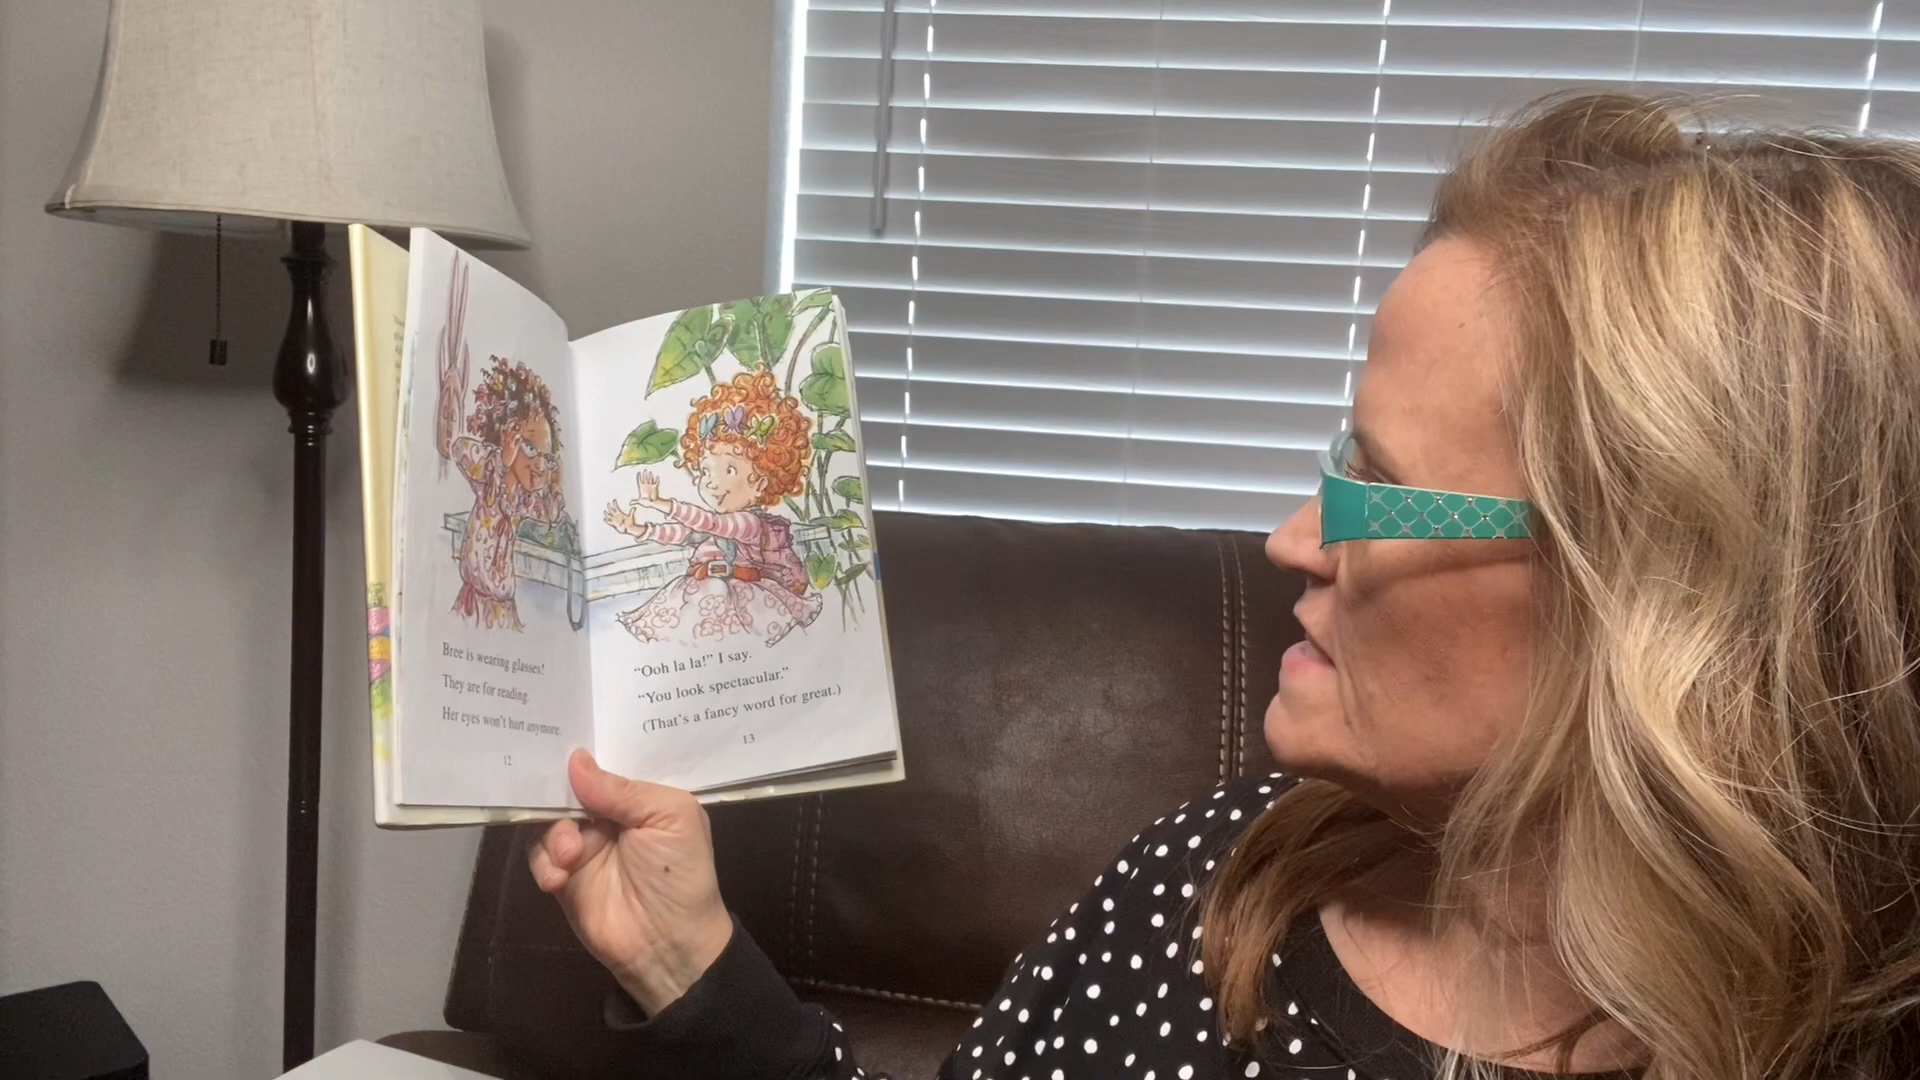 Bree is wearing glasses!
They are for reading.
Her eyes won't hurt anymore.
12
"Ooh la la!" I say.
"You look spectacular."
(That's a fancy word for great.)
13